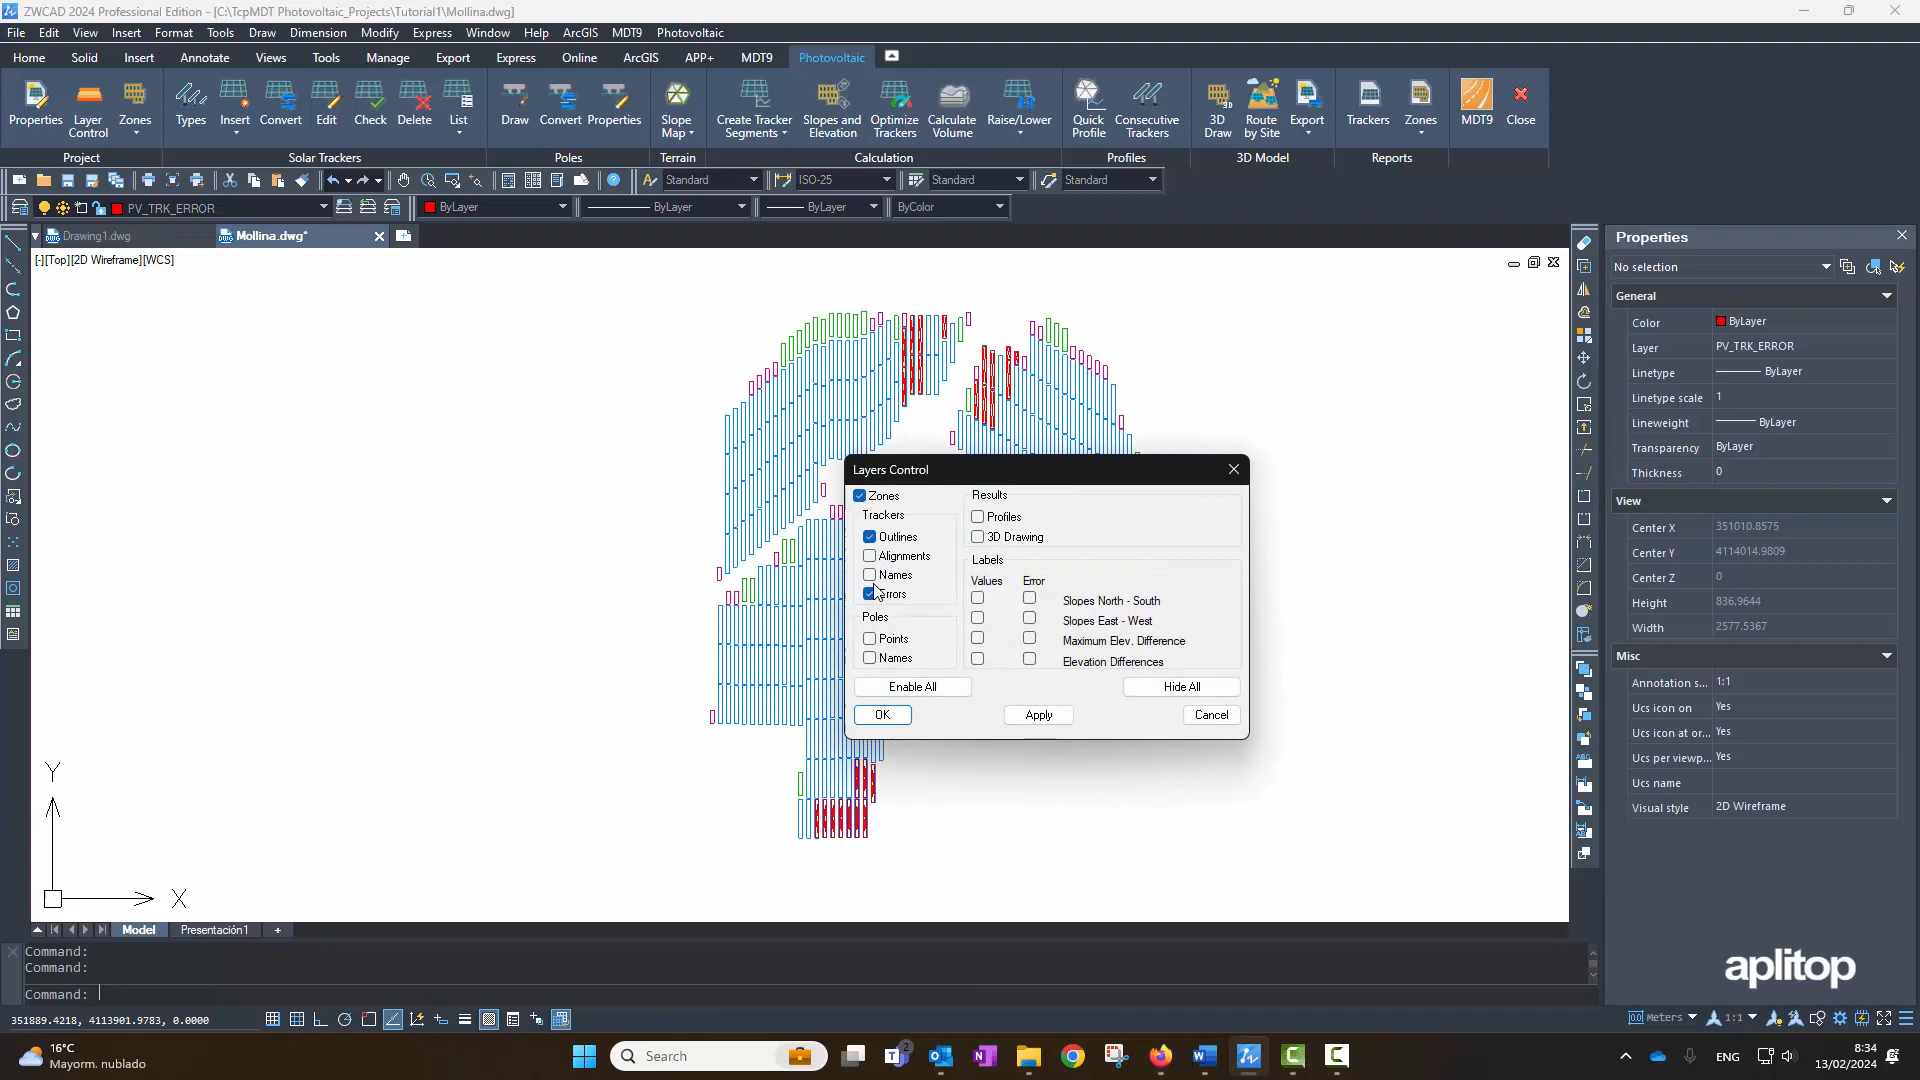 ZWCAD 2024 Professional Edition - [C:\TcpMDT Photovoltaic_Projects\Tutorial1\Mollina.dwg]
File Edit View Insert Format Tools Draw Dimension Modify Express Window Help ArcGIS MDT9 Photovoltaic
Home Solid Insert Annotate Views Tools Manage Export Express Online ArcGIS APP+ MDT9 Photovoltaic
Properties Layer Control Zones Types Insert Convert Edit Check Delete List Draw Convert Properties Slope Map Create Tracker Segments Slopes and Elevation Optimize Trackers Calculate Volume Raise/Lower Quick Profile Consecutive Trackers 3D Draw Route by Site Export Trackers Zones MDT9 Close
Project Solar Trackers Poles Terrain Calculation Profiles 3D Model Reports
Standard ISO-25 Standard Standard
PV_TRK_ERROR ByLayer ByLayer ByLayer ByColor
Drawing1.dwg Mollina.dwg*
[-][Top][2D Wireframe][WCS]
Layers Control
Zones
Trackers
Outlines
Alignments
Names
Errors
Poles
Points
Names
Results
Profiles
3D Drawing
Labels
Values Error
Slopes North - South
Slopes East - West
Maximum Elev. Difference
Elevation Differences
Enable All Hide All
OK Apply Cancel
Y
X
Properties
No selection
General
Color ByLayer
Layer PV_TRK_ERROR
Linetype ByLayer
Linetype scale 1
Lineweight ByLayer
Transparency ByLayer
Thickness 0
View
Center X 351010.8575
Center Y 4114014.9809
Center Z 0
Height 836.9644
Width 2577.5367
Misc
Annotation s... 1:1
Ucs icon on Yes
Ucs icon at or... Yes
Ucs per viewp... Yes
Ucs name
Visual style 2D Wireframe
Model Presentación1 +
Command:
Command:
Command:
aplitop
351889.4218, 4113901.9783, 0.0000
Meters 1:1
16°C
Mayorm. nublado
Search
2
ENG
8:34
13/02/2024